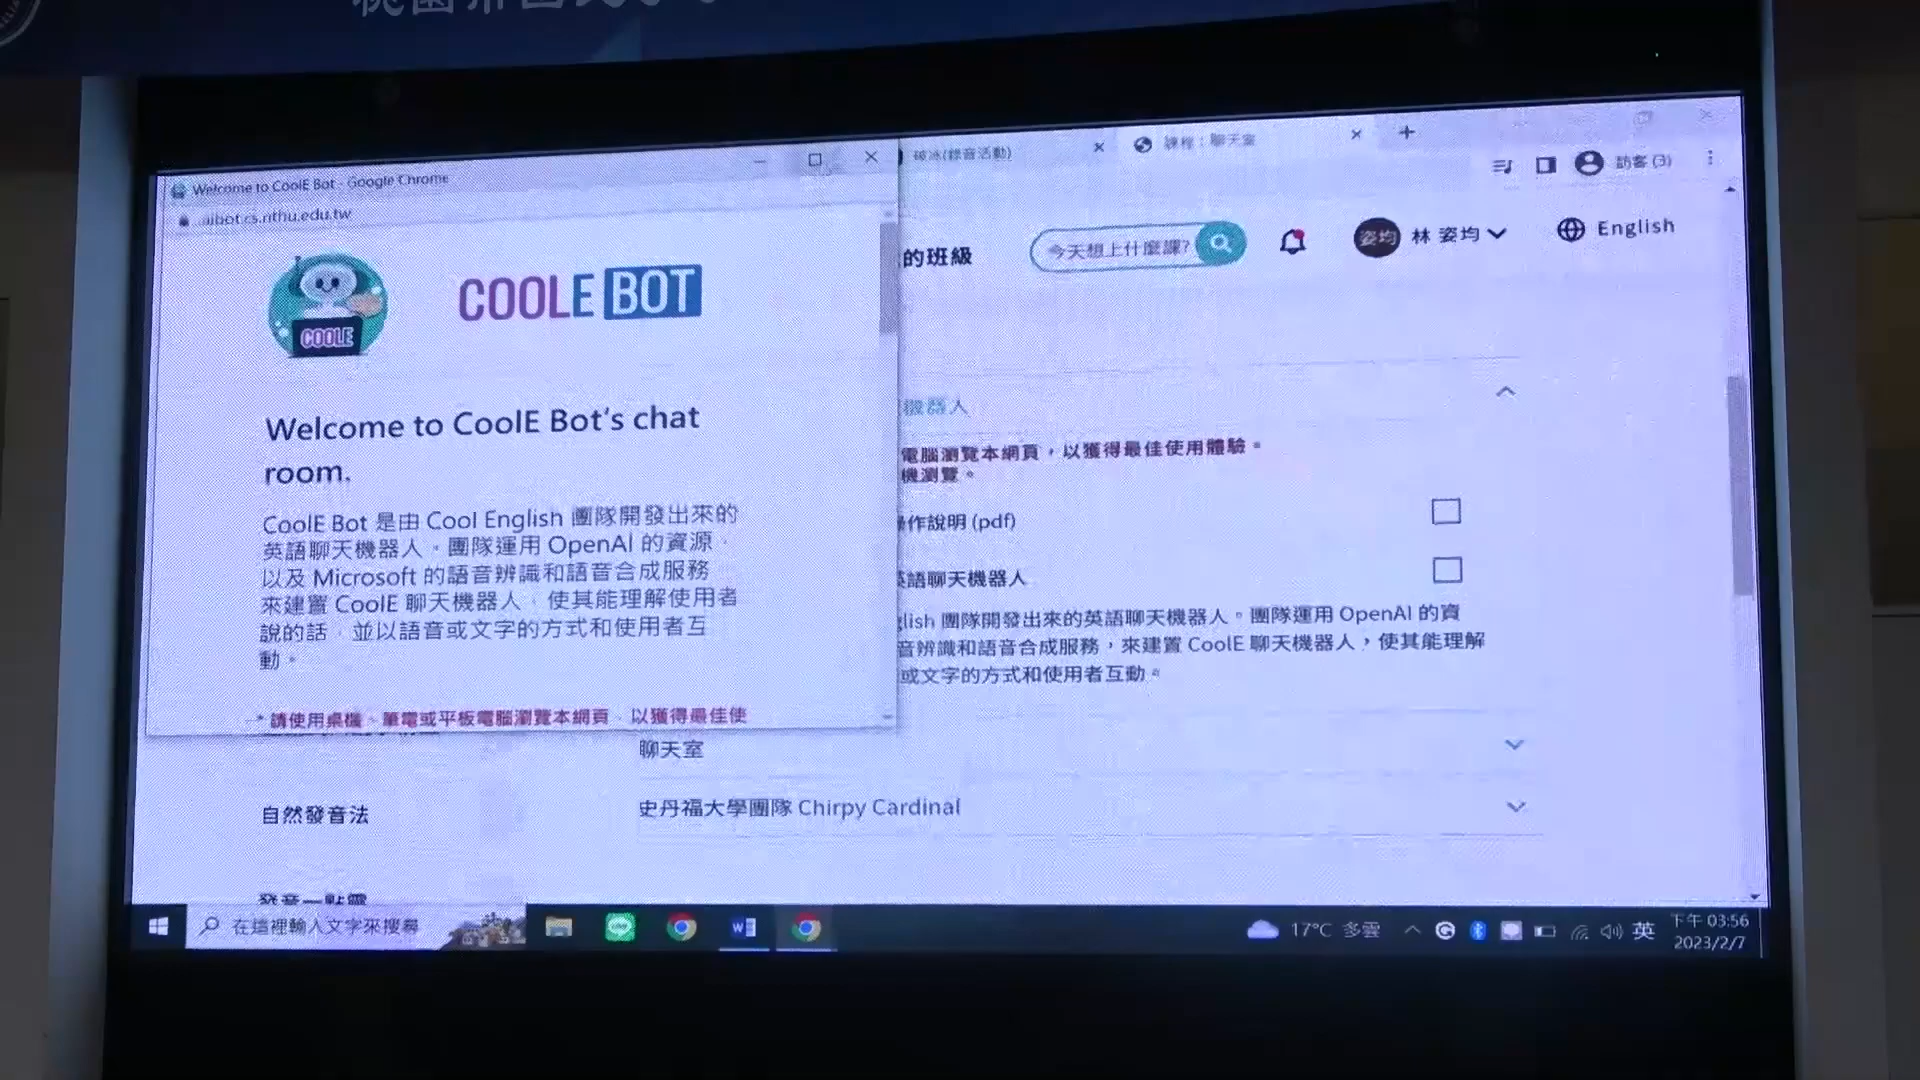 Welcome to CoolE Bot - Google Chrome
aibot.cs.nthu.edu.tw
COOLE
COOLE BOT
Welcome to CoolE Bot's chat
room.
CoolE Bot 是由 Cool English 團隊開發出來的
英語聊天機器人。團隊運用 OpenAI 的資源,
以及 Microsoft 的語音辨識和語音合成服務
來建置 CoolE 聊天機器人,使其能理解使用者
說的話,並以語音或文字的方式和使用者互
動。
*請使用桌機、筆電或平板電腦瀏覽本網頁,以獲得最佳使
破冰(錄音活動)
課程:聊天室
訪客 (3)
的班級
今天想上什麼課?
姿均
林 姿均
English
機器人
電腦瀏覽本網頁,以獲得最佳使用體驗。
機瀏覽。
操作說明 (pdf)
英語聊天機器人
glish 團隊開發出來的英語聊天機器人。團隊運用 OpenAI 的資
音辨識和語音合成服務,來建置 CoolE 聊天機器人,使其能理解
或文字的方式和使用者互動。
聊天室
自然發音法
史丹福大學團隊 Chirpy Cardinal
發音一點靈
在這裡輸入文字來搜尋
17°C 多雲
英
下午 03:56
2023/2/7